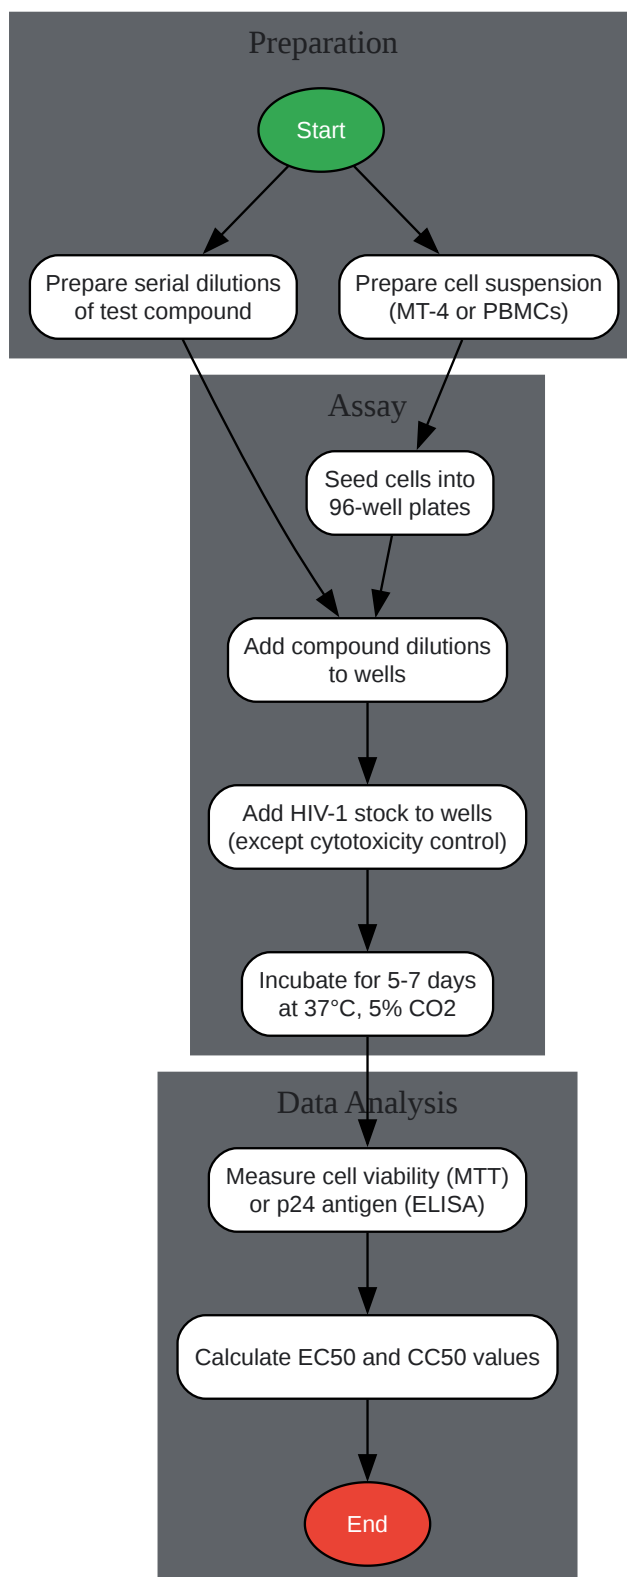 Preparation
Start
Prepare serial dilutions
of test compound
Prepare cell suspension
(MT-4 or PBMCs)
Assay
Seed cells into
96-well plates
Add compound dilutions
to wells
Add HIV-1 stock to wells
(except cytotoxicity control)
Incubate for 5-7 days
at 37°C, 5% CO2
Data Analysis
Measure cell viability (MTT)
or p24 antigen (ELISA)
Calculate EC50 and CC50 values
End